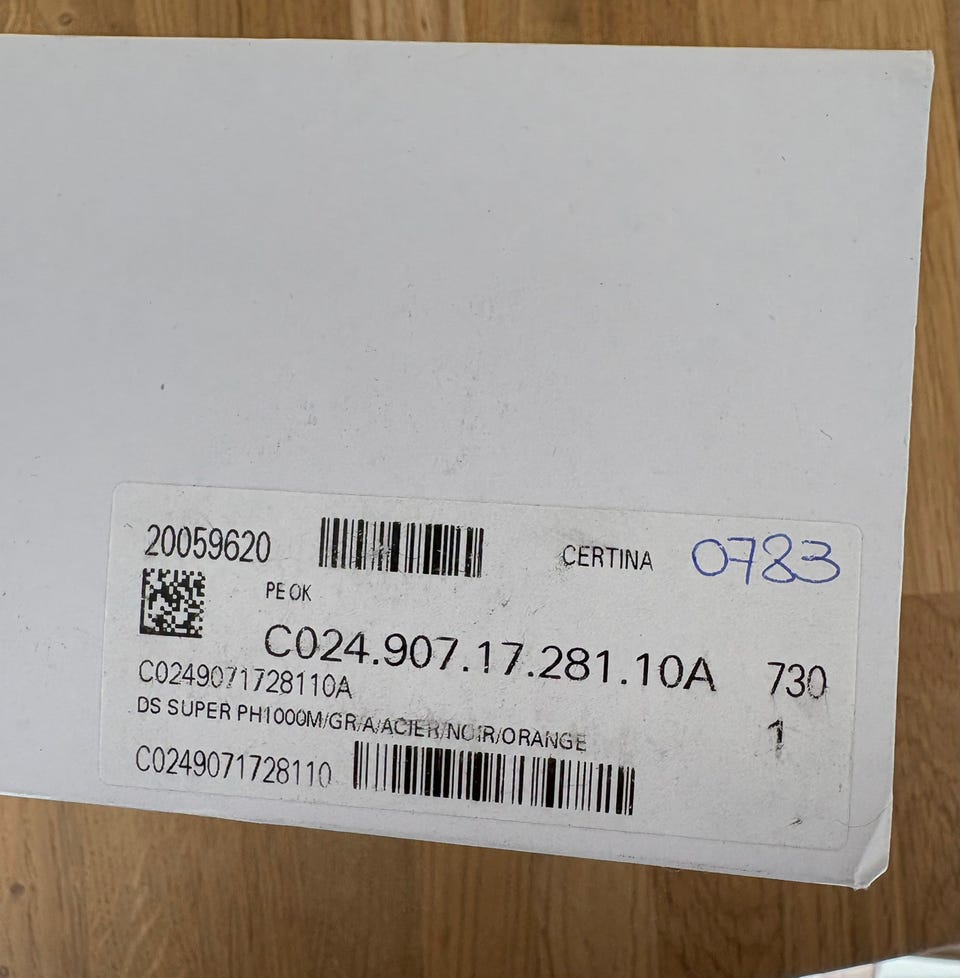 20059620 CERTINA 0783
PE OK
C024.907.17.281.10A 730
C0249071728110A
DS SUPER PH1000M/GR A/ACIER/NOIR/ORANGE 1
C0249071728110